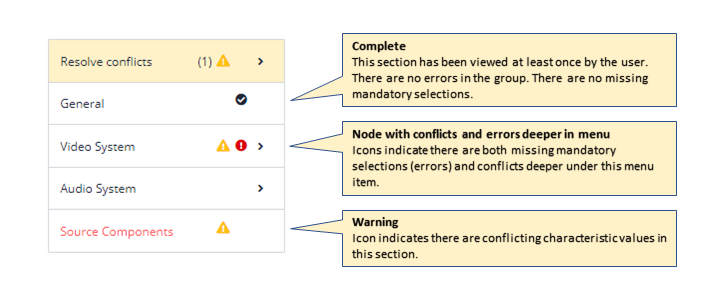 Resolve conflicts (1)
General
Video System
Audio System
Source Components
Complete
This section has been viewed at least once by the user.
There are no errors in the group. There are no missing
mandatory selections.
Node with conflicts and errors deeper in menu
Icons indicate there are both missing mandatory
selections (errors) and conflicts deeper under this menu
item.
Warning
Icon indicates there are conflicting characteristic values in
this section.